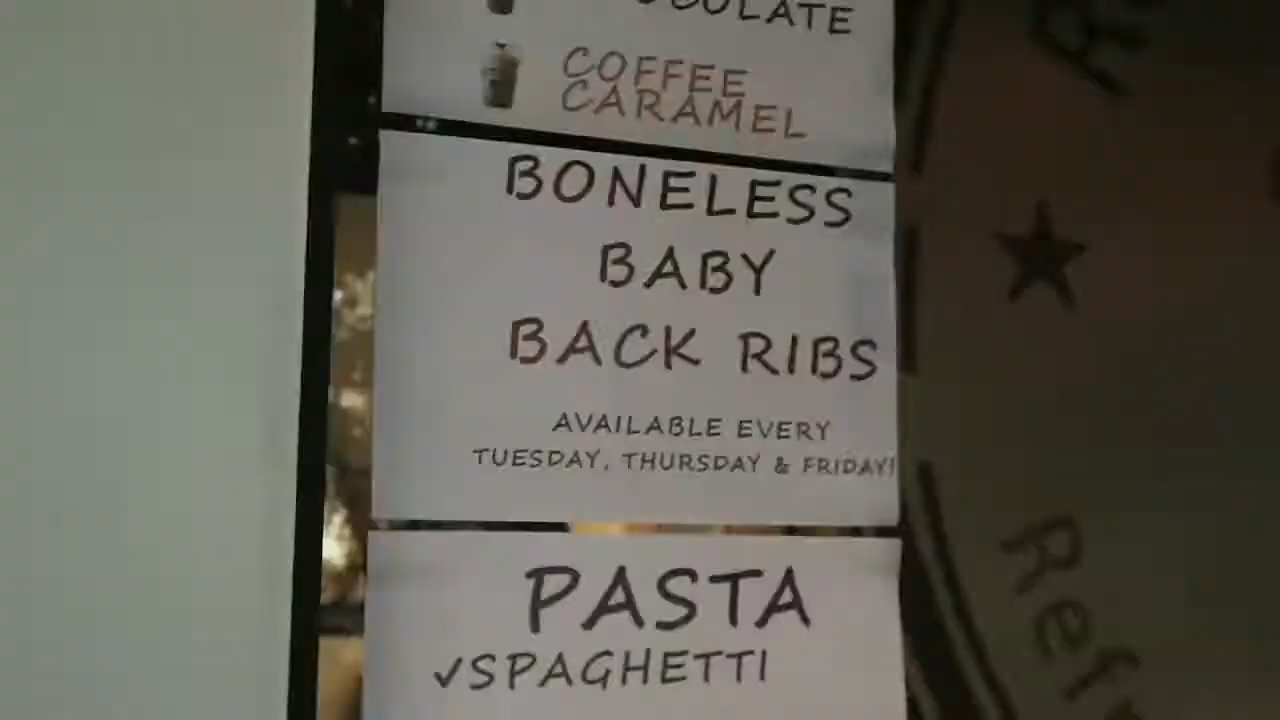 COFFEE
CARAMEL
BONELESS
BABY
BACK RIBS
AVAILABLE EVERY
TUESDAY, THURSDAY & FRIDAY!
PASTA
✓SPAGHETTI